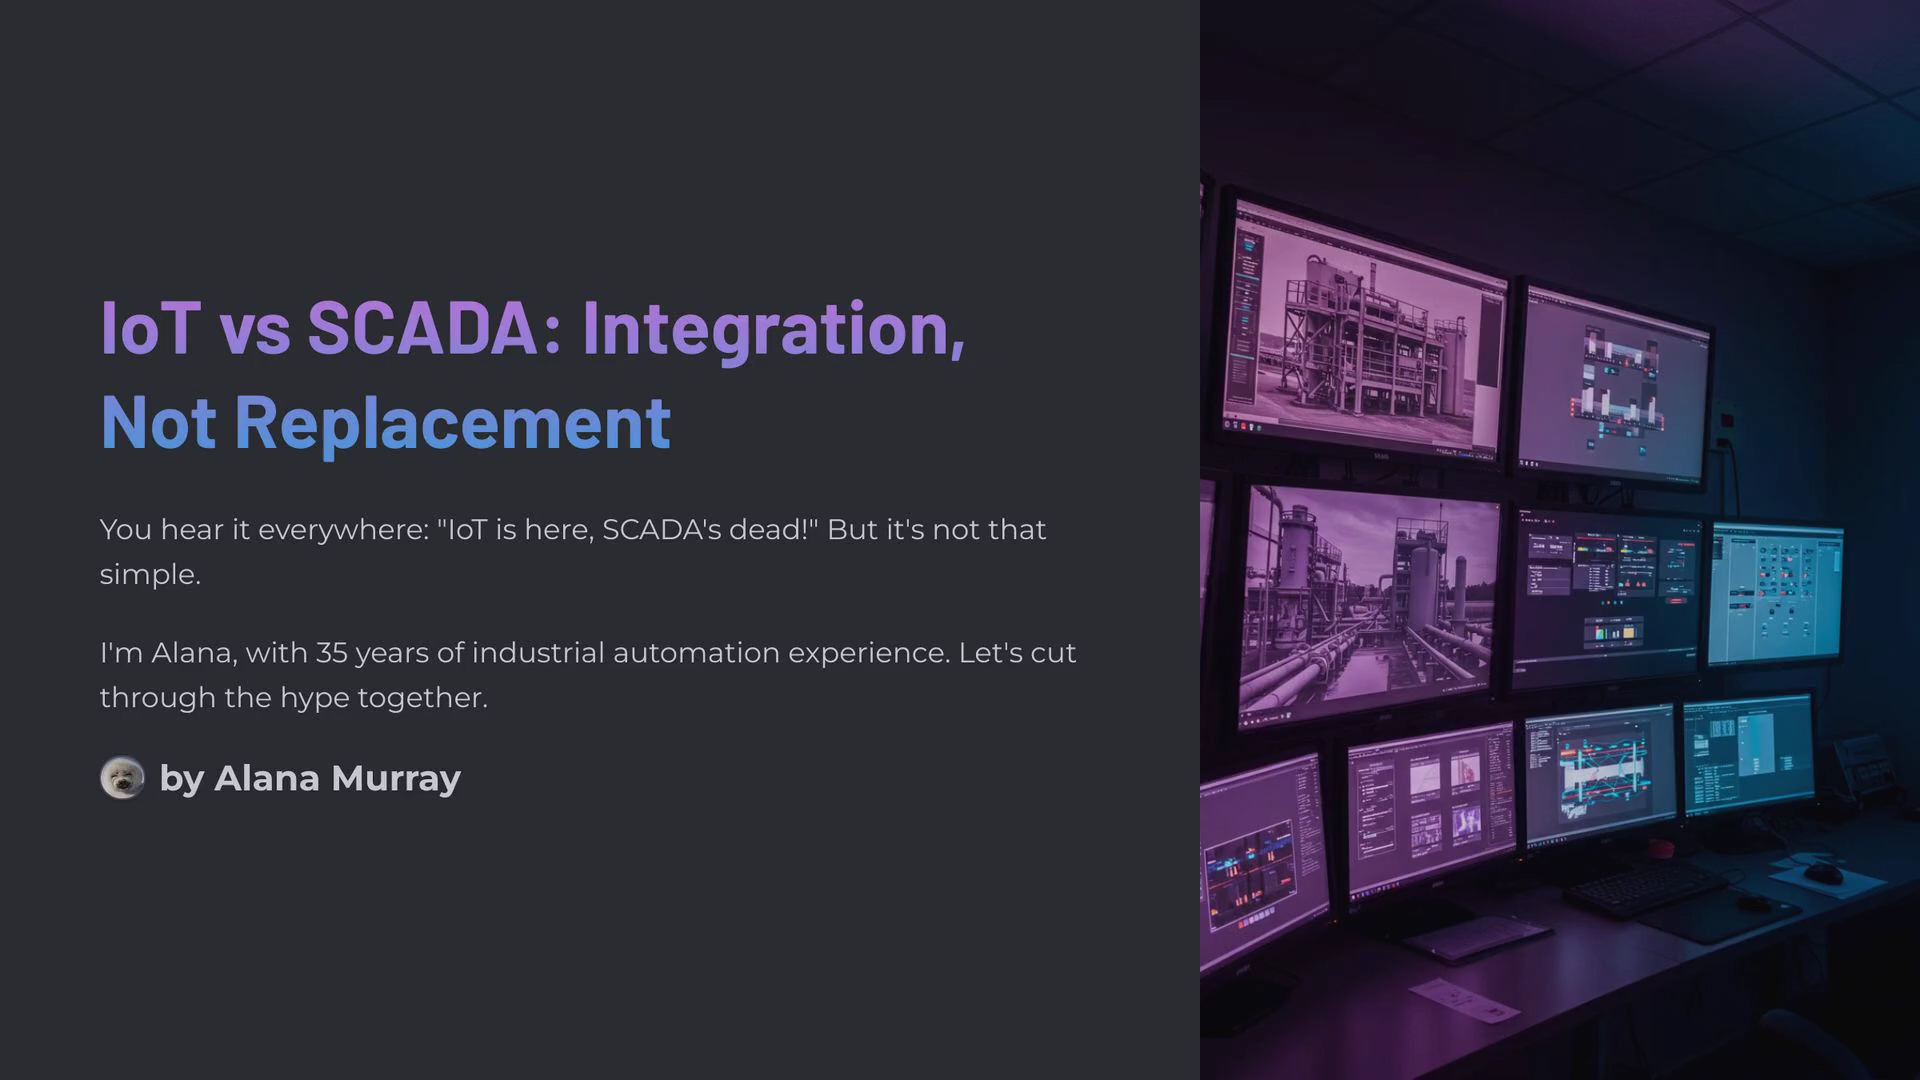 IoT vs SCADA: Integration,
Not Replacement
You hear it everywhere: "IoT is here, SCADA's dead!" But it's not that
simple.
I'm Alana, with 35 years of industrial automation experience. Let's cut
through the hype together.
by Alana Murray